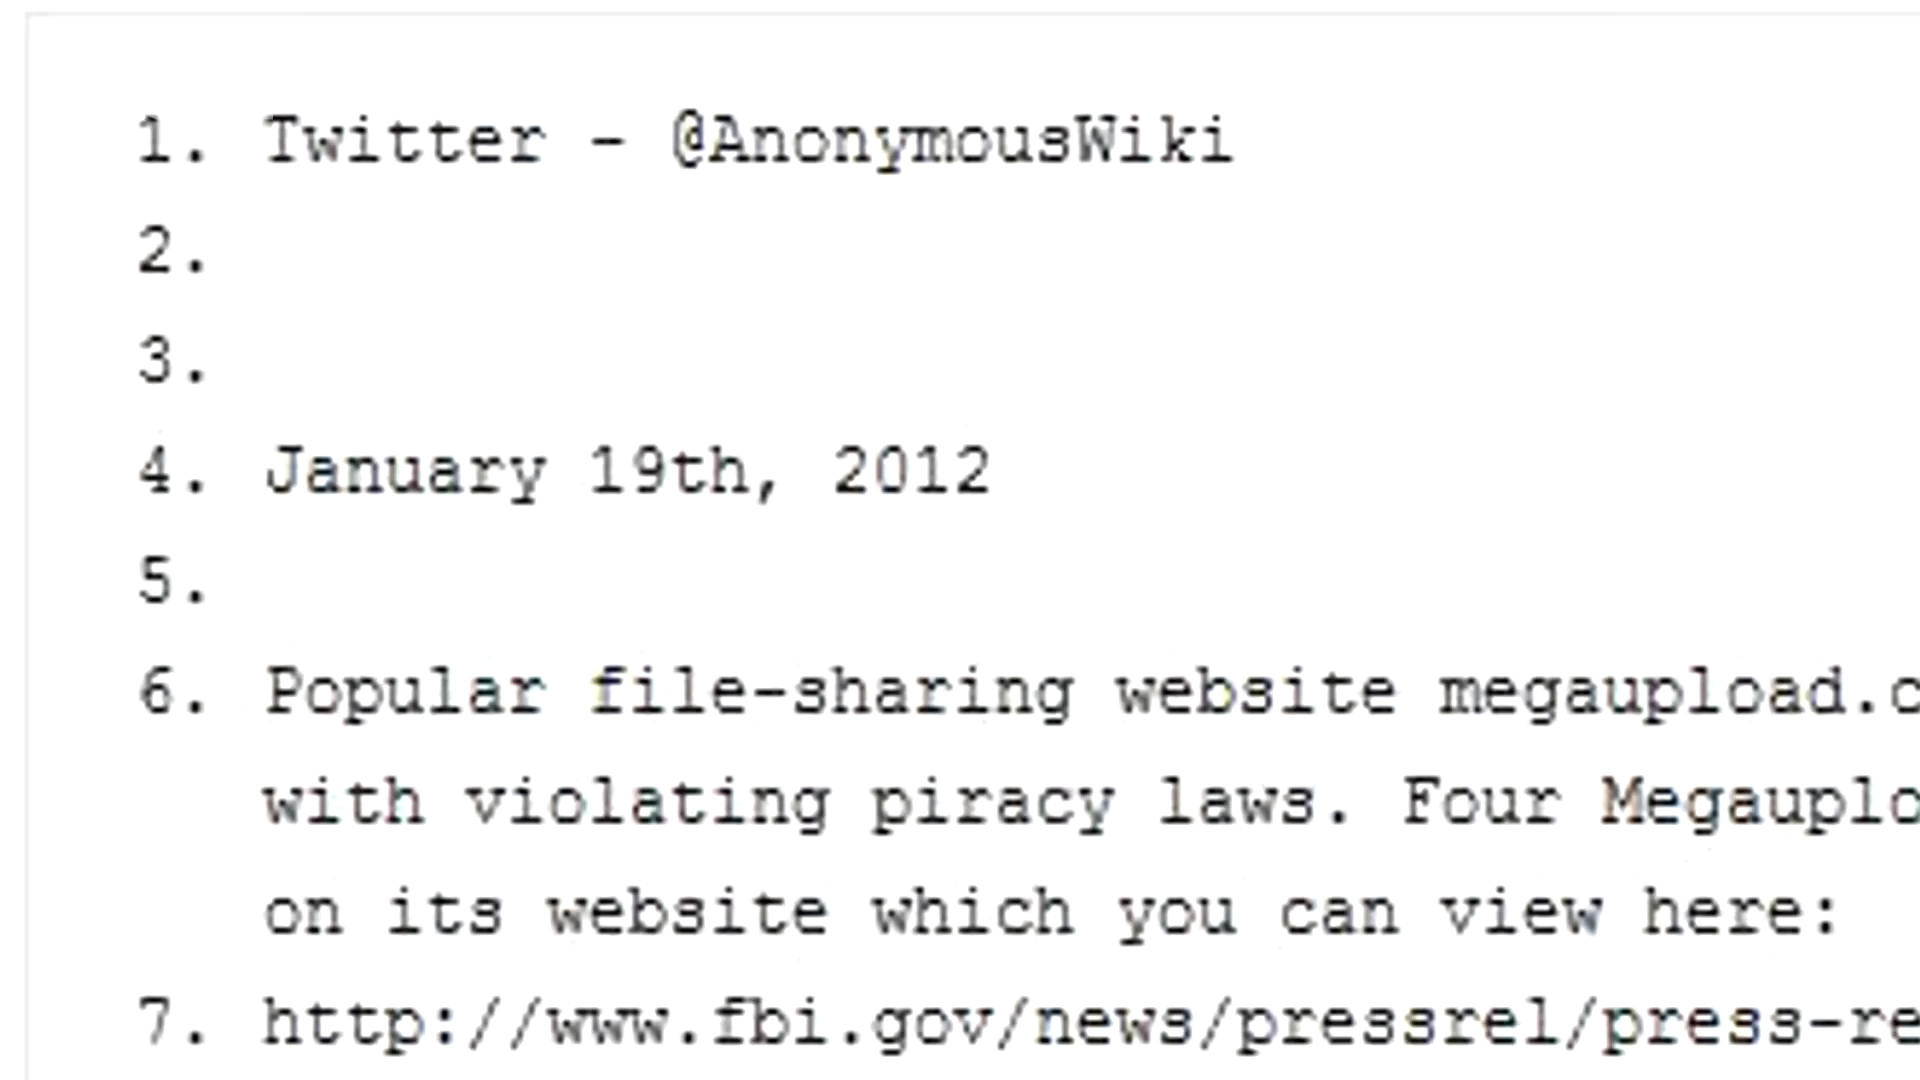 1. Twitter - @AnonymousWiki
2.
3.
4. January 19th, 2012
5.
6. Popular file-sharing website megaupload.c
with violating piracy laws. Four Megauplo
on its website which you can view here:
7. http://www.fbi.gov/news/pressrel/press-re